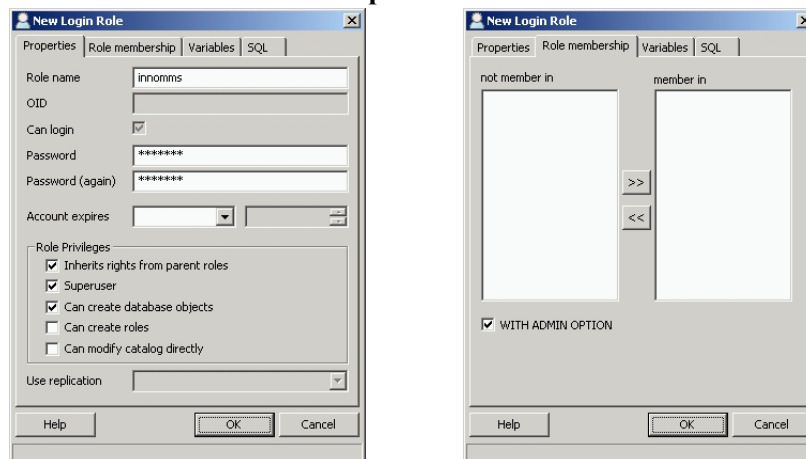 New Login Role
Properties Role membership Variables SQL
Role name innomms
OID
Can login
Password *******
Password (again) *******
Account expires
Role Privileges
Inherits rights from parent roles
Superuser
Can create database objects
Can create roles
Can modify catalog directly
Use replication
Help OK Cancel
New Login Role
Properties Role membership Variables SQL
not member in member in
>>
<<
WITH ADMIN OPTION
Help OK Cancel